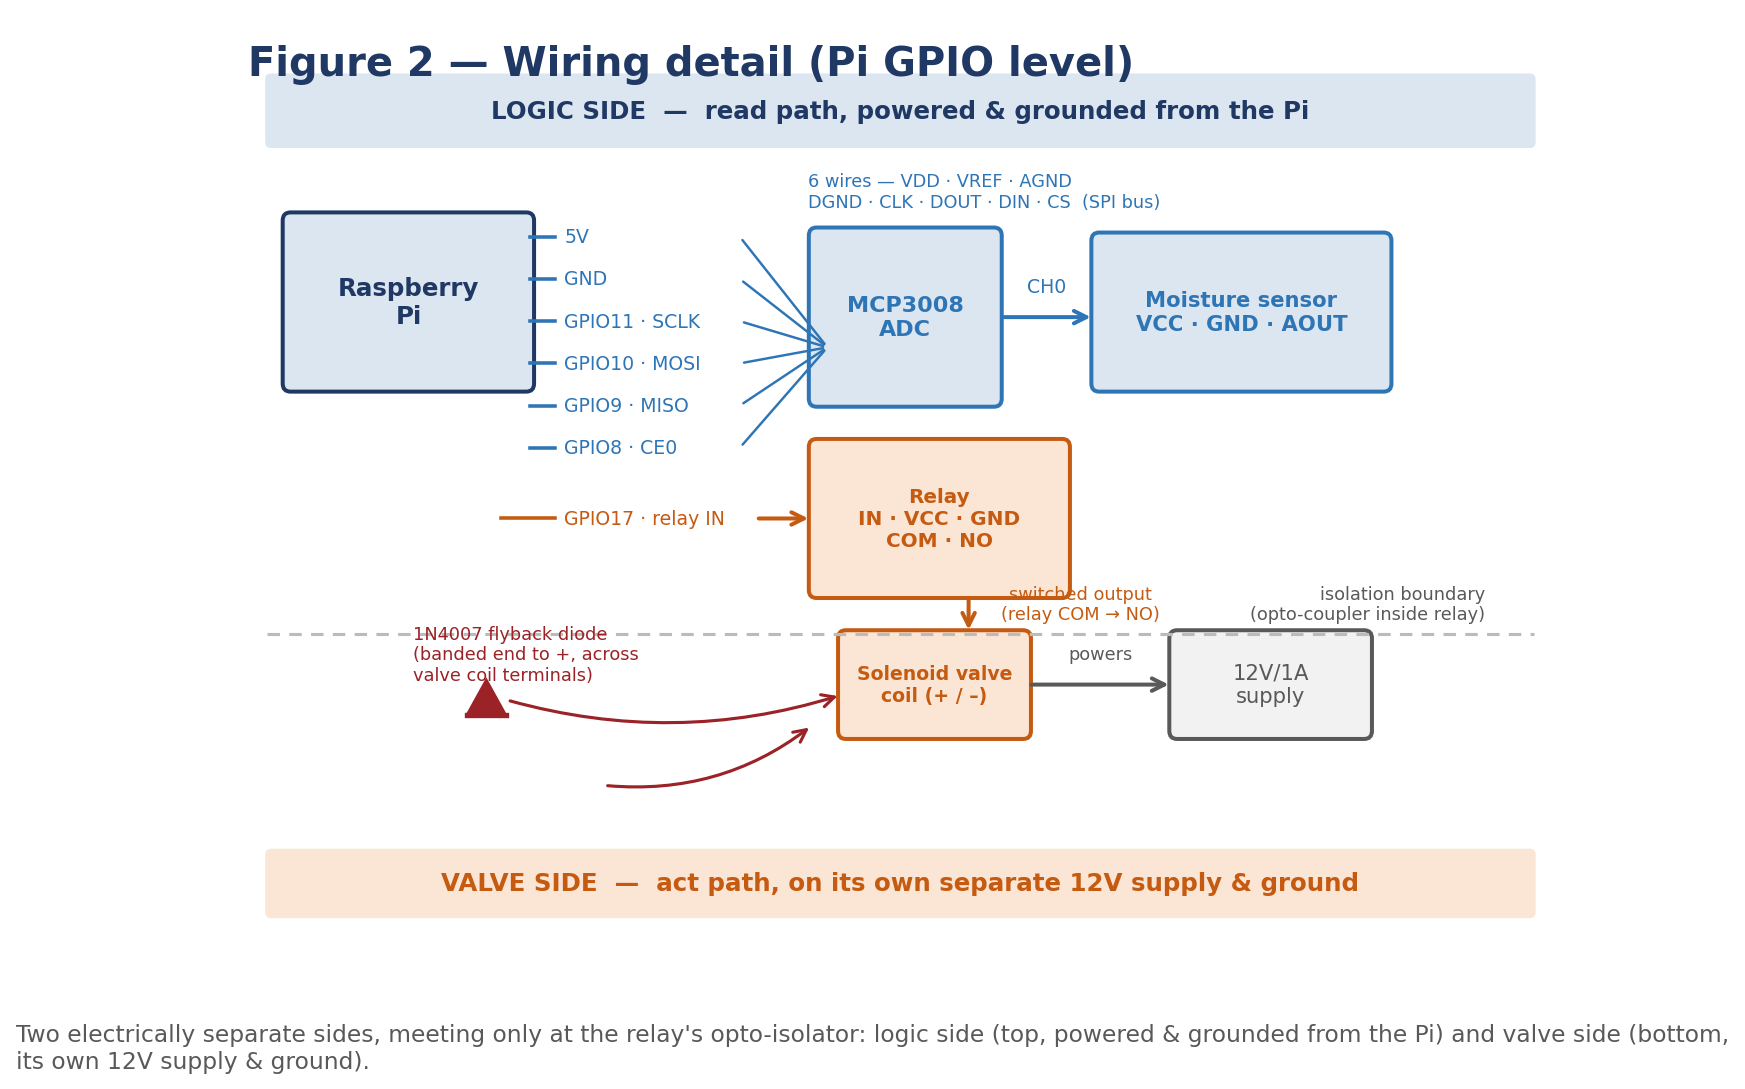 Figure 2 — Wiring detail (Pi GPIO level)
LOGIC SIDE — read path, powered & grounded from the Pi
6 wires — VDD · VREF · AGND
DGND · CLK · DOUT · DIN · CS (SPI bus)
Raspberry
Pi
5V
GND
GPIO11 · SCLK
GPIO10 · MOSI
GPIO9 · MISO
GPIO8 · CE0
MCP3008
ADC
CH0
Moisture sensor
VCC · GND · AOUT
GPIO17 · relay IN
Relay
IN · VCC · GND
COM · NO
switched output
(relay COM → NO)
isolation boundary
(opto-coupler inside relay)
1N4007 flyback diode
(banded end to +, across
valve coil terminals)
Solenoid valve
coil (+ / –)
powers
12V/1A
supply
VALVE SIDE — act path, on its own separate 12V supply & ground
Two electrically separate sides, meeting only at the relay's opto-isolator: logic side (top, powered & grounded from the Pi) and valve side (bottom,
its own 12V supply & ground).